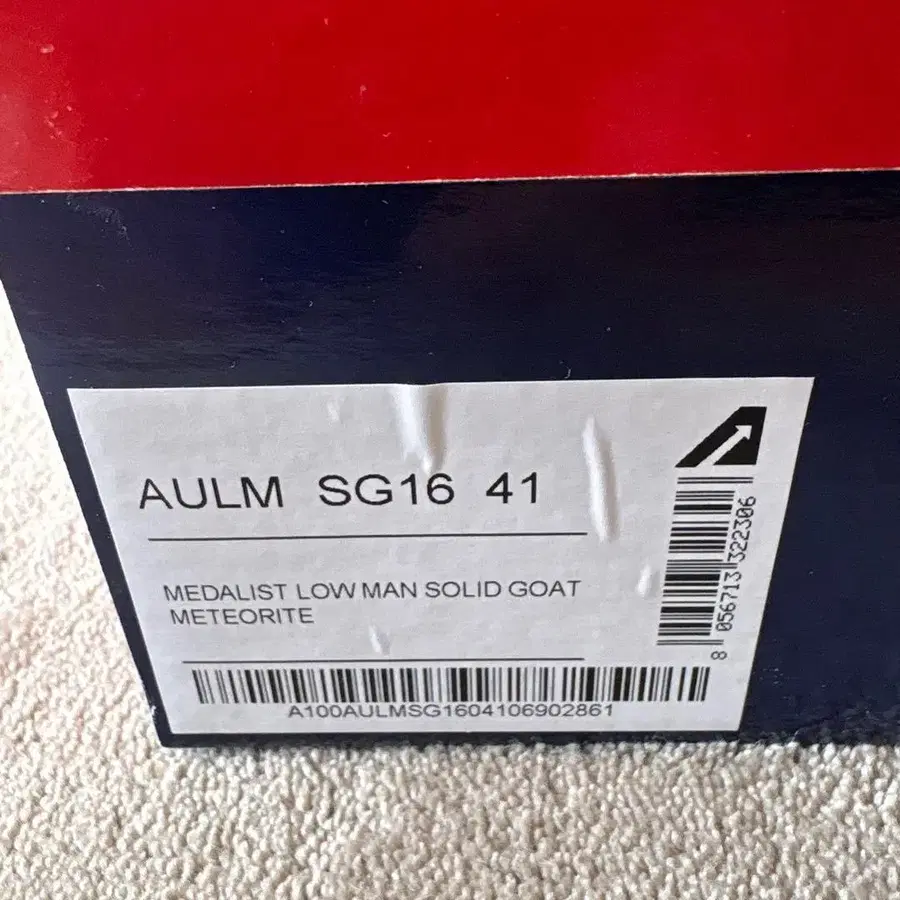 AULM SG16 41
MEDALIST LOW MAN SOLID GOAT
METEORITE
A100AULMSG1604106902861
8 056713 322306